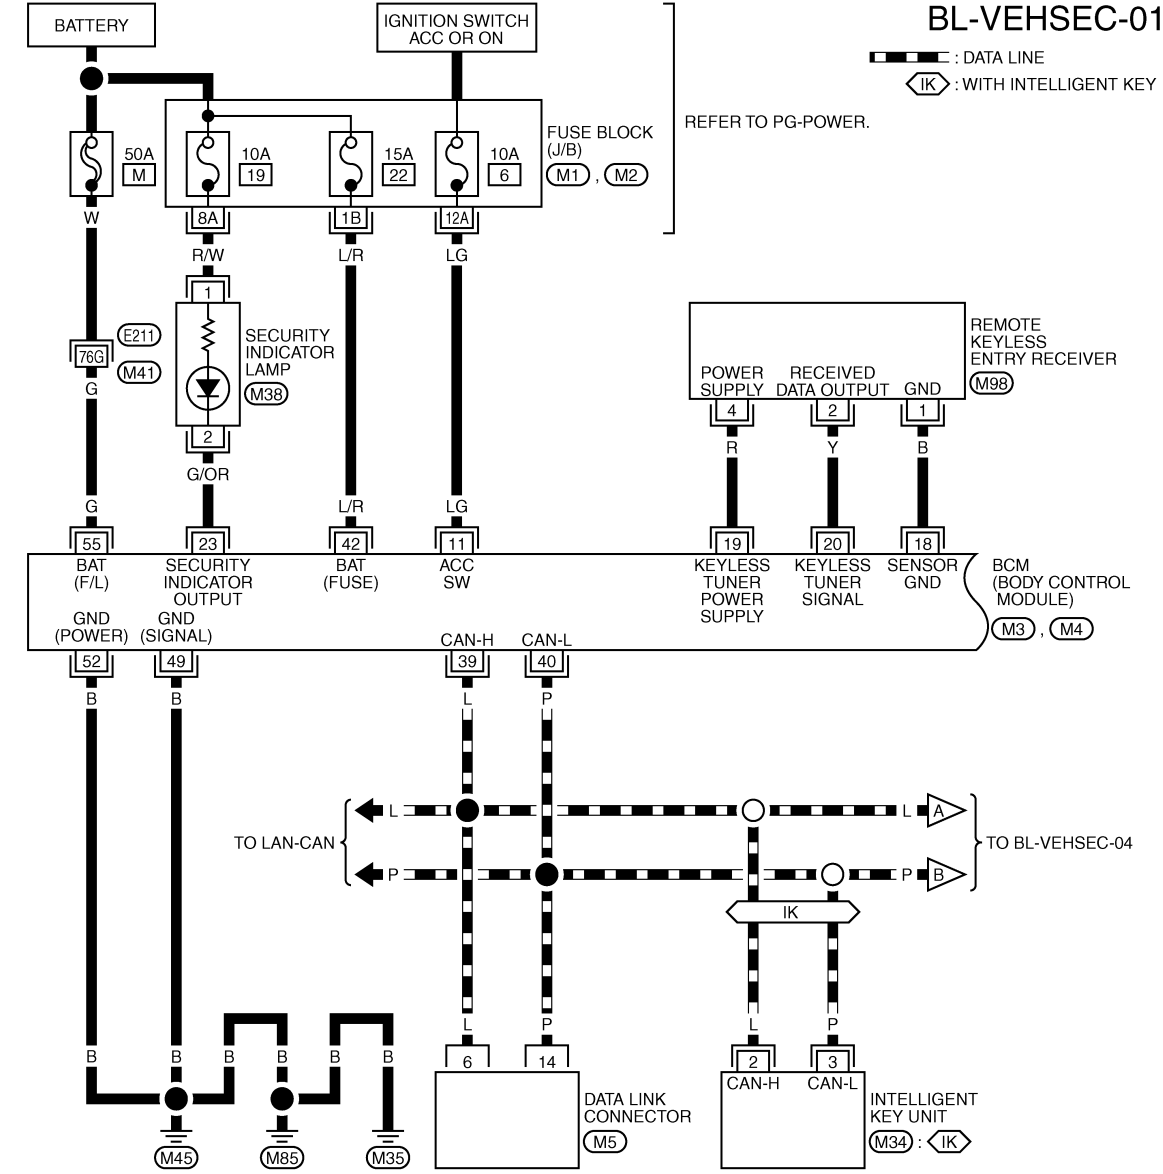 BL-VEHSEC-01
BATTERY
IGNITION SWITCH
ACC OR ON
: DATA LINE
IK : WITH INTELLIGENT KEY
REFER TO PG-POWER.
FUSE BLOCK
(J/B)
M1 , M2
50A
M
10A
19
15A
22
10A
6
W
8A
1B
12A
R/W
L/R
LG
1
E211
76G
M41
G
SECURITY
INDICATOR
LAMP
M38
2
G/OR
G
L/R
LG
REMOTE
KEYLESS
ENTRY RECEIVER
M98
POWER
SUPPLY
RECEIVED
DATA OUTPUT
GND
4
2
1
R
Y
B
55
23
42
11
19
20
18
BAT
(F/L)
SECURITY
INDICATOR
OUTPUT
BAT
(FUSE)
ACC
SW
KEYLESS
TUNER
POWER
SUPPLY
KEYLESS
TUNER
SIGNAL
SENSOR
GND
BCM
(BODY CONTROL
MODULE)
M3 , M4
GND
(POWER)
GND
(SIGNAL)
CAN-H
CAN-L
52
49
39
40
B
B
L
P
TO LAN-CAN
L
P
L
A
P
B
TO BL-VEHSEC-04
IK
L
P
L
P
B
B
B
B
B
B
6
14
2
3
CAN-H
CAN-L
DATA LINK
CONNECTOR
M5
INTELLIGENT
KEY UNIT
M34 : IK
M45
M85
M35